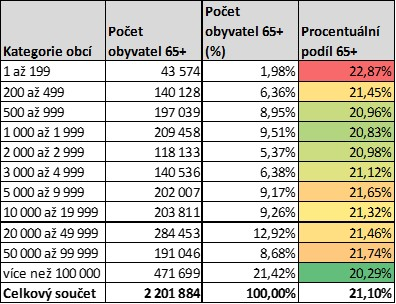 Kategorie obcí Počet obyvatel 65+ Počet obyvatel 65+ (%) Procentuální podíl 65+
1 až 199 43 574 1,98% 22,87%
200 až 499 140 128 6,36% 21,45%
500 až 999 197 039 8,95% 20,96%
1 000 až 1 999 209 458 9,51% 20,83%
2 000 až 2 999 118 133 5,37% 20,98%
3 000 až 4 999 140 536 6,38% 21,12%
5 000 až 9 999 202 007 9,17% 21,65%
10 000 až 19 999 203 811 9,26% 21,32%
20 000 až 49 999 284 453 12,92% 21,46%
50 000 až 99 999 191 046 8,68% 21,74%
více než 100 000 471 699 21,42% 20,29%
Celkový součet 2 201 884 100,00% 21,10%